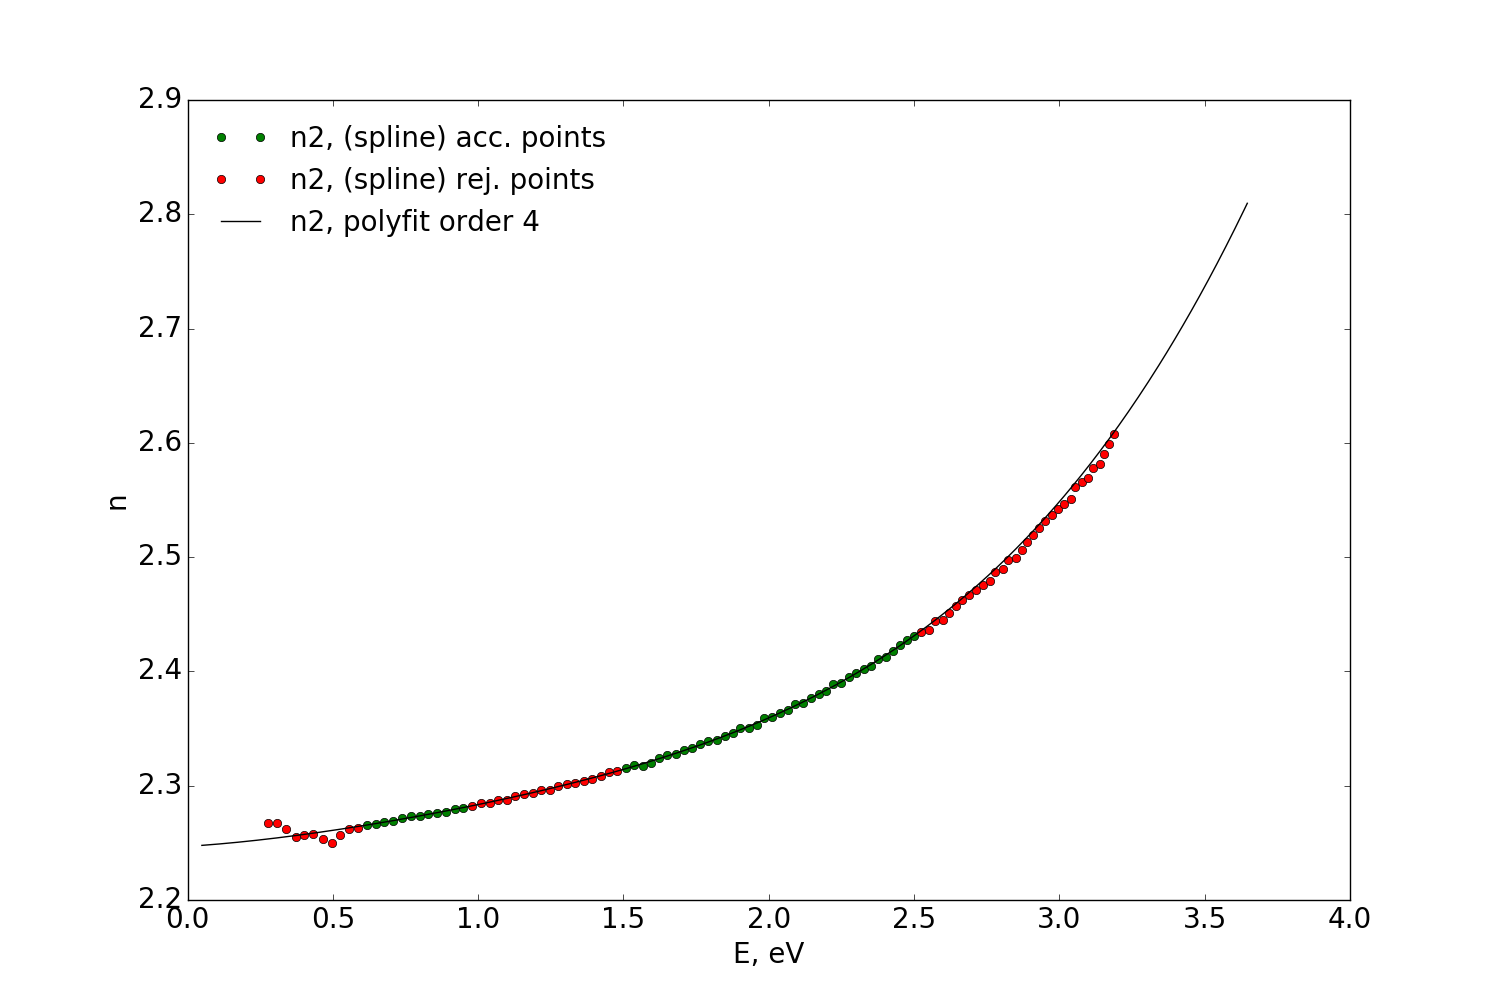 n2, (spline) acc. points
n2, (spline) rej. points
n2, polyfit order 4
2.9
2.8
2.7
2.6
2.5
2.4
2.3
2.2
n
0.0 0.5 1.0 1.5 2.0 2.5 3.0 3.5 4.0
E, eV